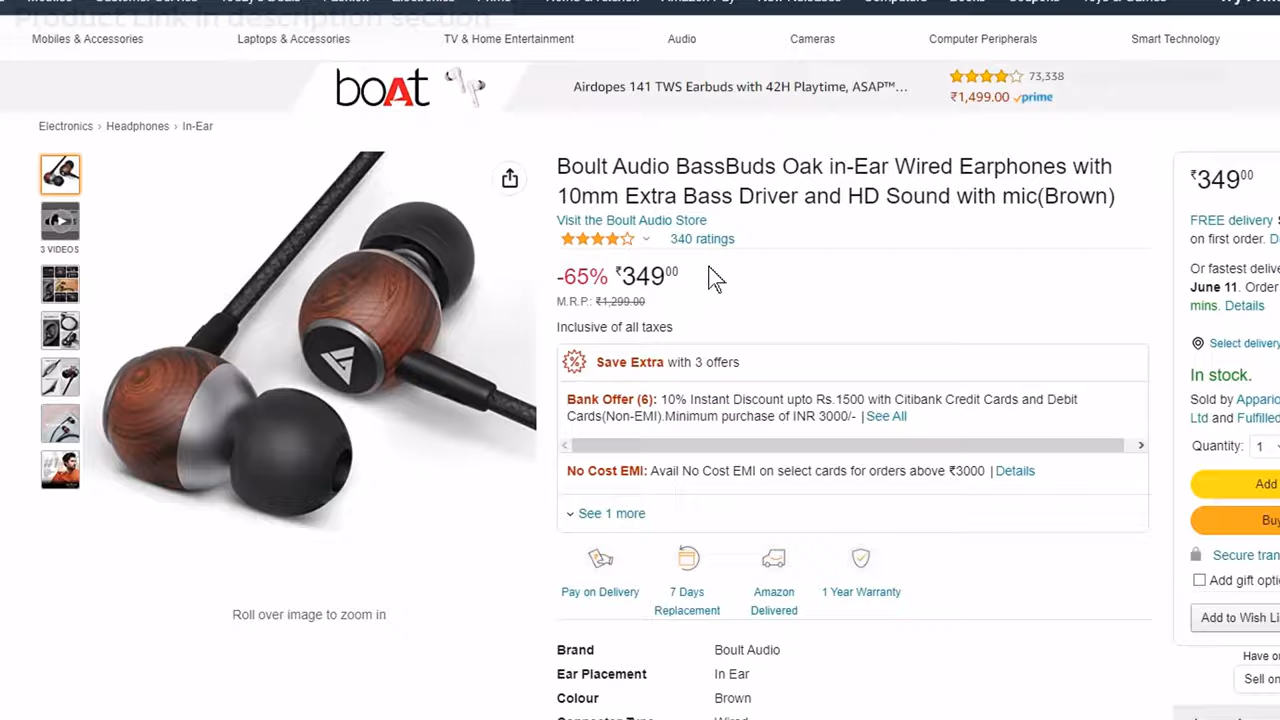 Product Link in description section
Mobiles & Accessories Laptops & Accessories TV & Home Entertainment Audio Cameras Computer Peripherals Smart Technology
boAt
Airdopes 141 TWS Earbuds with 42H Playtime, ASAP™…
73,338
₹1,499.00 prime
Electronics › Headphones › In-Ear
3 VIDEOS
Roll over image to zoom in
Boult Audio BassBuds Oak in-Ear Wired Earphones with
10mm Extra Bass Driver and HD Sound with mic(Brown)
Visit the Boult Audio Store
340 ratings
-65% ₹34900
M.R.P.: ₹1,299.00
Inclusive of all taxes
Save Extra with 3 offers
Bank Offer (6): 10% Instant Discount upto Rs.1500 with Citibank Credit Cards and Debit
Cards(Non-EMI).Minimum purchase of INR 3000/- | See All
No Cost EMI: Avail No Cost EMI on select cards for orders above ₹3000 | Details
See 1 more
Pay on Delivery
7 Days
Replacement
Amazon
Delivered
1 Year Warranty
Brand Boult Audio
Ear Placement In Ear
Colour Brown
₹34900
FREE delivery
on first order.
Or fastest
June 11. Order
mins. Details
Select delivery
In stock.
Sold by
Ltd and
Quantity: 1
Add
Secure
Add gift
Add to Wish
Have
Sell on